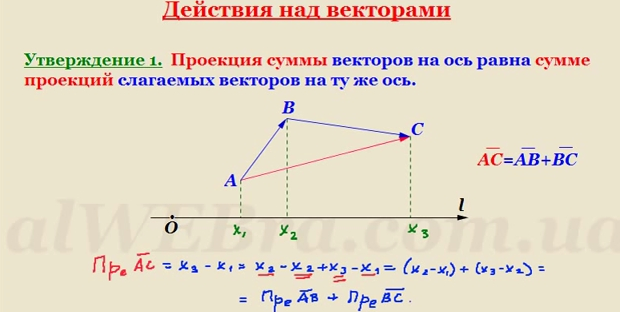 Действия над векторами
Утверждение 1. Проекция суммы векторов на ось равна сумме
проекций слагаемых векторов на ту же ось.
B
C
A
AC=AB+BC
O
x₁
x₂
x₃
l
alWEBra.com.ua
Пр_ℓ AC = x₃ - x₁ = x₂ - x₂ + x₃ - x₁ = (x₂-x₁) + (x₃-x₂) =
= Пр_ℓ AB + Пр_ℓ BC.